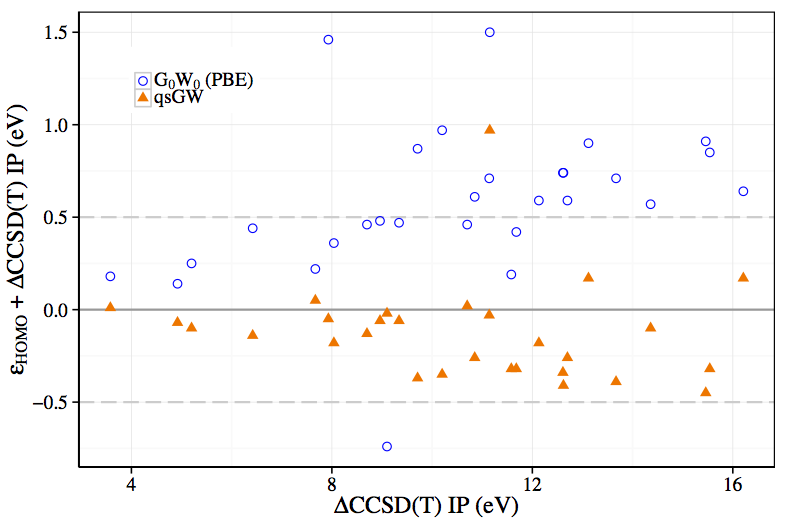 1.5
G₀W₀ (PBE)
qsGW
1.0
0.5
0.0
−0.5
εHOMO + ΔCCSD(T) IP (eV)
4 8 12 16
ΔCCSD(T) IP (eV)